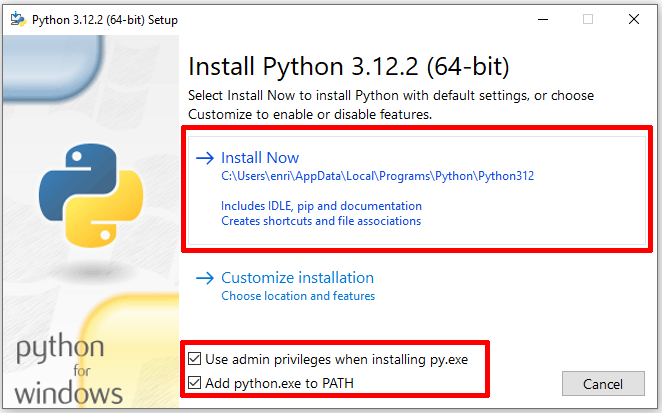 Python 3.12.2 (64-bit) Setup
Install Python 3.12.2 (64-bit)
Select Install Now to install Python with default settings, or choose
Customize to enable or disable features.
Install Now
C:\Users\enri\AppData\Local\Programs\Python\Python312
Includes IDLE, pip and documentation
Creates shortcuts and file associations
Customize installation
Choose location and features
Use admin privileges when installing py.exe
Add python.exe to PATH
Cancel
python
for
windows